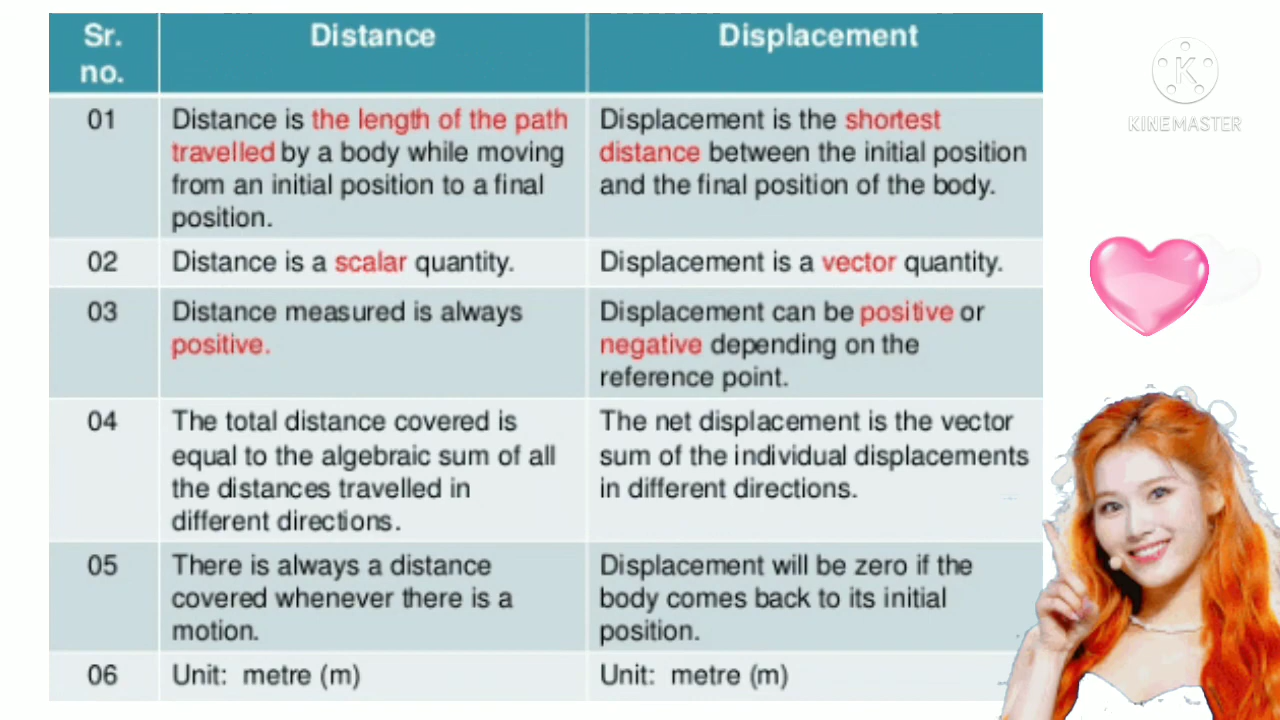 Sr. no.
Distance
Displacement
01
Distance is the length of the path
travelled by a body while moving
from an initial position to a final
position.
Displacement is the shortest
distance between the initial position
and the final position of the body.
02
Distance is a scalar quantity.
Displacement is a vector quantity.
03
Distance measured is always
positive.
Displacement can be positive or
negative depending on the
reference point.
04
The total distance covered is
equal to the algebraic sum of all
the distances travelled in
different directions.
The net displacement is the vector
sum of the individual displacements
in different directions.
05
There is always a distance
covered whenever there is a
motion.
Displacement will be zero if the
body comes back to its initial
position.
06
Unit: metre (m)
Unit: metre (m)
K
KINEMASTER